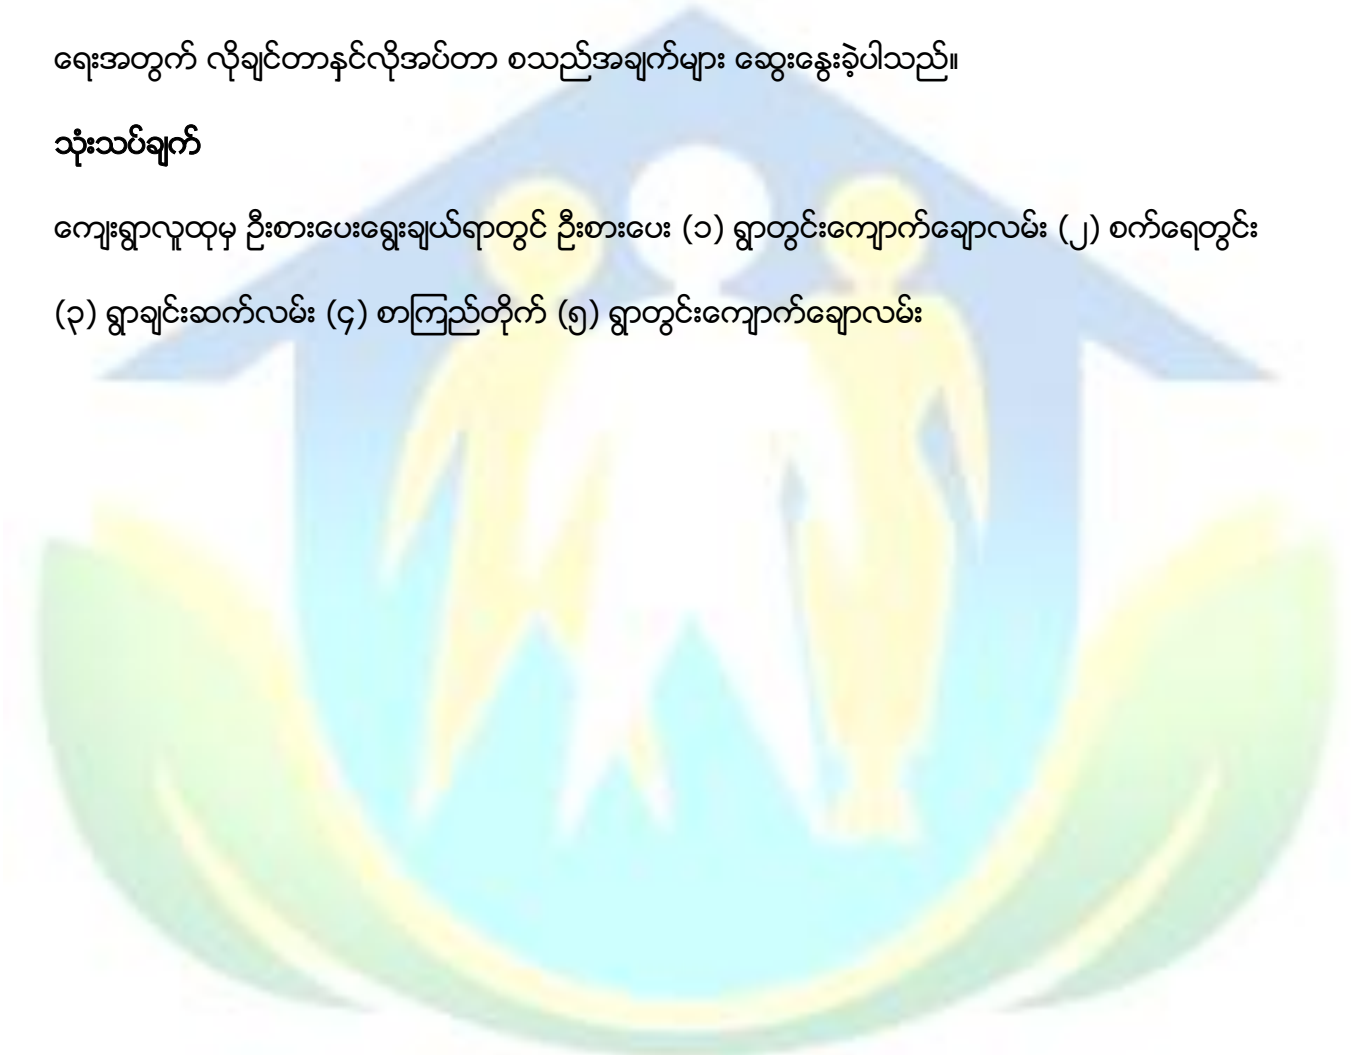 ရေးအတွက် လိုချင်တာနှင်လိုအပ်တာ စသည်အချက်များ ဆွေးနွေးခဲ့ပါသည်။
သုံးသပ်ချက်
ကျေးရွာလူထုမှ ဦးစားပေးရွေးချယ်ရာတွင် ဦးစားပေး (၁) ရွာတွင်းကျောက်ချောလမ်း (၂) စက်ရေတွင်း
(၃) ရွာချင်းဆက်လမ်း (၄) စာကြည်တိုက် (၅) ရွာတွင်းကျောက်ချောလမ်း